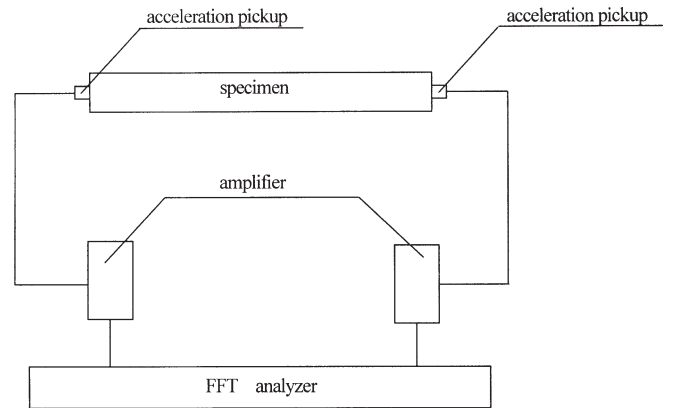 acceleration pickup
acceleration pickup
specimen
amplifier
FFT analyzer